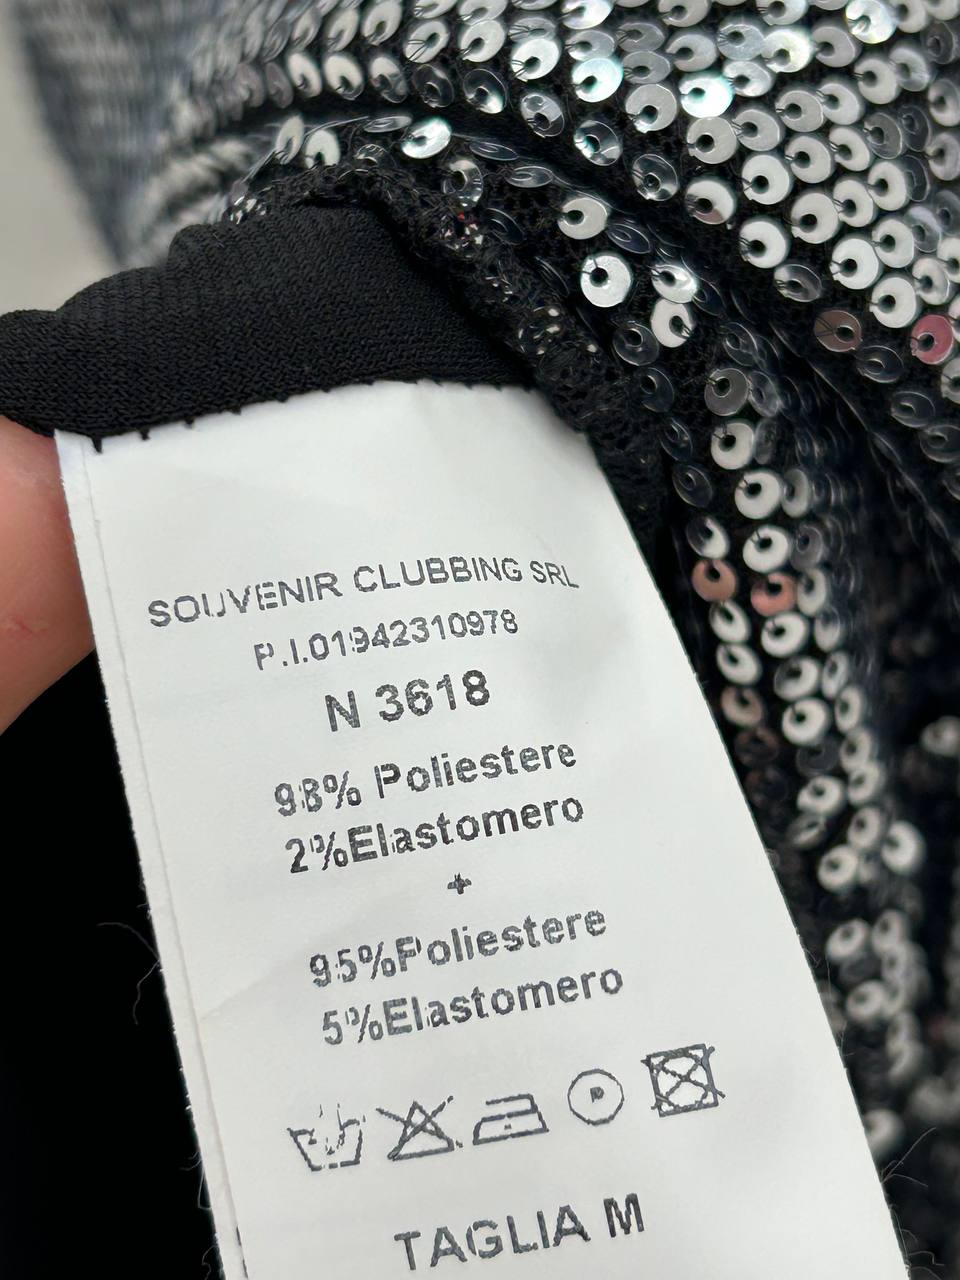 SOUVENIR CLUBBING SRL
P.I.01942310978
N 3618
98% Poliestere
2%Elastomero
+
95%Poliestere
5%Elastomero
P
TAGLIA M